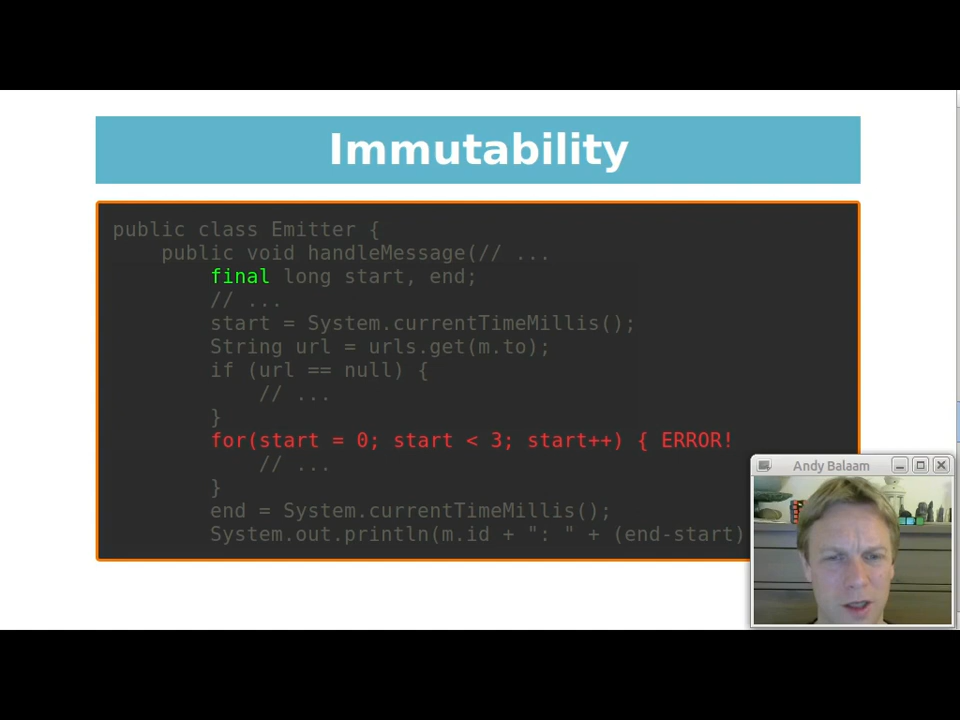 Immutability
public class Emitter {
public void handleMessage(// ...
final long start, end;
// ...
start = System.currentTimeMillis();
String url = urls.get(m.to);
if (url == null) {
// ...
}
for(start = 0; start < 3; start++) { ERROR!
// ...
}
end = System.currentTimeMillis();
System.out.println(m.id + ": " + (end-start)
Andy Balaam